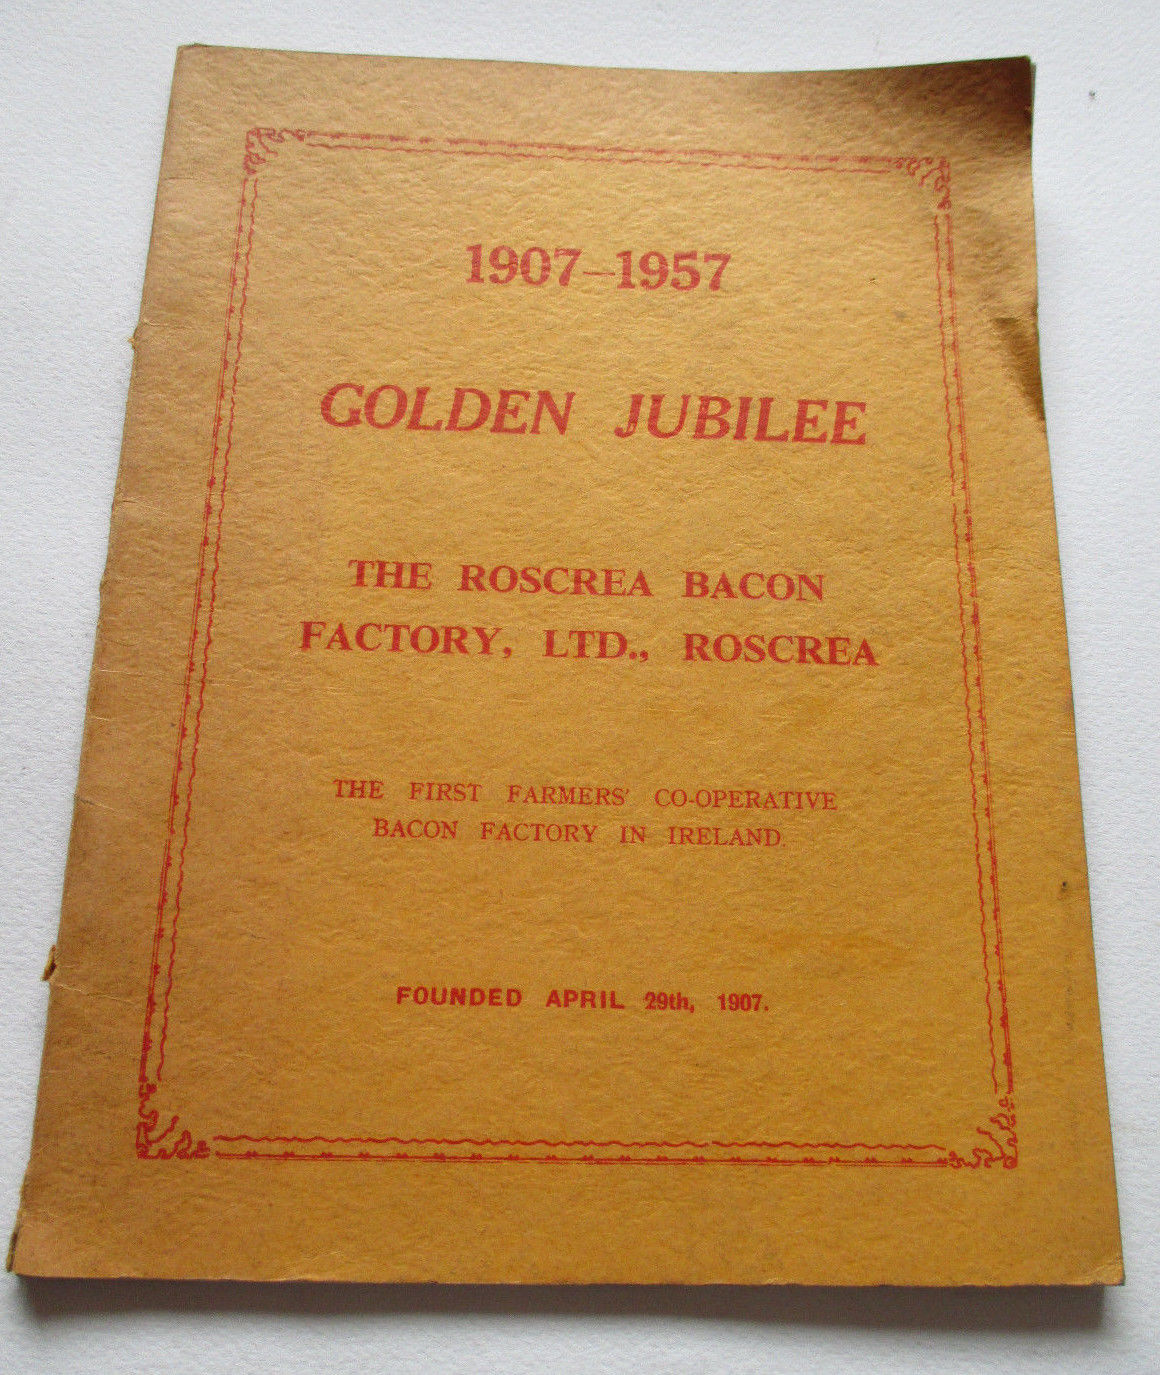 1907–1957
GOLDEN JUBILEE
THE ROSCREA BACON
FACTORY, LTD., ROSCREA
THE FIRST FARMERS' CO-OPERATIVE
BACON FACTORY IN IRELAND.
FOUNDED APRIL 29th, 1907.